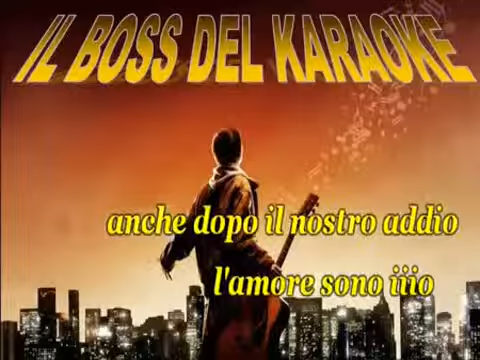 IL BOSS DEL KARAOKE
anche dopo il nostro addio
l'amore sono iiio